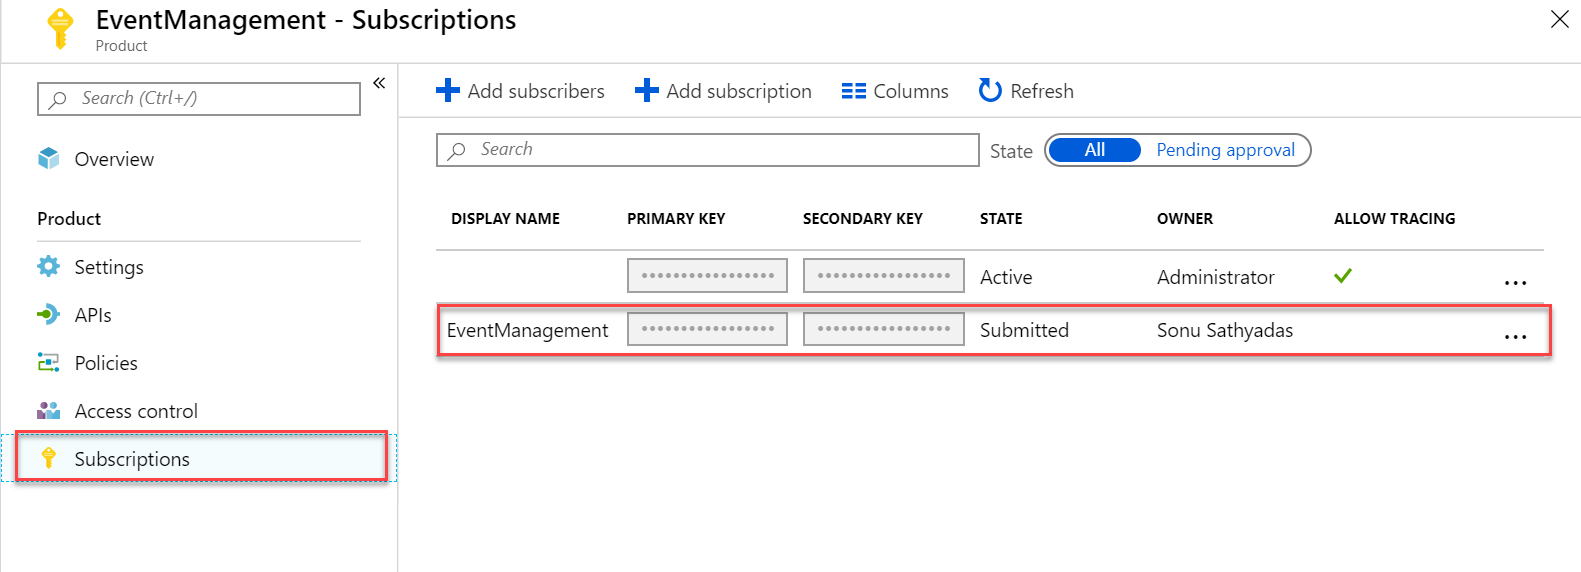 EventManagement - Subscriptions
Product
Search (Ctrl+/)
«
Overview
Product
Settings
APIs
Policies
Access control
Subscriptions
Add subscribers Add subscription Columns Refresh
Search State All Pending approval
DISPLAY NAME PRIMARY KEY SECONDARY KEY STATE OWNER ALLOW TRACING
••••••••••••••••• ••••••••••••••••• Active Administrator ...
EventManagement ••••••••••••••••• ••••••••••••••••• Submitted Sonu Sathyadas ...